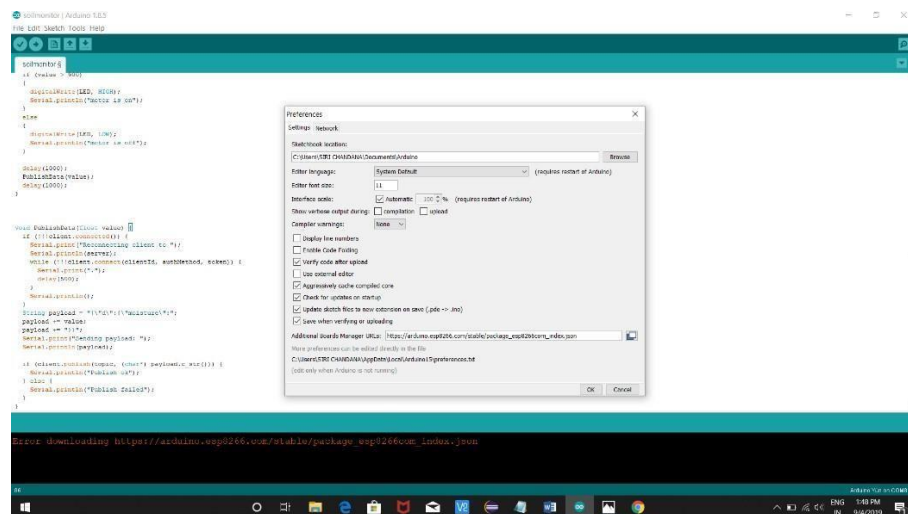 soilmonitor | Arduino 1.8.5
File Edit Sketch Tools Help
soilmonitor §
if (value > 900)
{
digitalWrite(LED, HIGH);
Serial.println("motor is on");
}
else
{
digitalWrite(LED, LOW);
Serial.println("motor is off");
}
delay(1000);
PublishData(value);
delay(1000);
}
void PublishData(float value) {
if (!!!client.connected()) {
Serial.print("Reconnecting client to ");
Serial.println(server);
while (!!!client.connect(clientId, authMethod, token)) {
Serial.print(".");
delay(500);
}
Serial.println();
}
String payload = "{\"d\":{\"moisture\":";
payload += value;
payload += "}}";
Serial.print("Sending payload: ");
Serial.println(payload);
if (client.publish(topic, (char*) payload.c_str())) {
Serial.println("Publish ok");
} else {
Serial.println("Publish failed");
}
}
Preferences
Settings Network
Sketchbook location:
C:\Users\SIRI CHANDANA\Documents\Arduino
Browse
Editor language: System Default (requires restart of Arduino)
Editor font size:
Interface scale: Automatic 100 % (requires restart of Arduino)
Show verbose output during: compilation upload
Compiler warnings: None
Display line numbers
Enable Code Folding
Verify code after upload
Use external editor
Aggressively cache compiled core
Check for updates on startup
Update sketch files to new extension on save (.pde -> .ino)
Save when verifying or uploading
Additional Boards Manager URLs: https://arduino.esp8266.com/stable/package_esp8266com_index.json
More preferences can be edited directly in the file
C:\Users\SIRI CHANDANA\AppData\Local\Arduino15\preferences.txt
(edit only when Arduino is not running)
OK Cancel
Error downloading https://arduino.esp8266.com/stable/package_esp8266com_index.json
Arduino Yún on COM8
ENG
IN
1:48 PM
9/4/2019